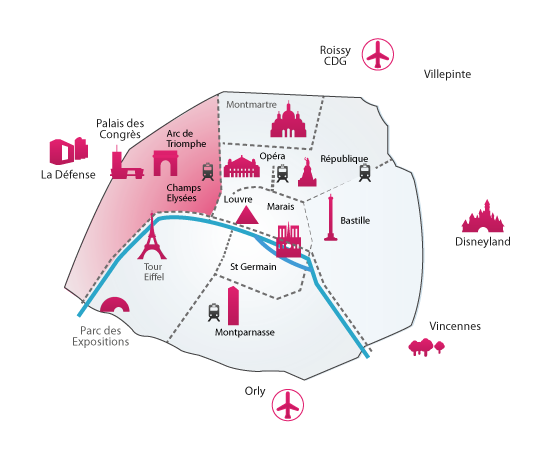 Roissy
CDG
Villepinte
Montmartre
Palais des
Congrès
Arc de
Triomphe
La Défense
Opéra
République
Champs
Elysées
Louvre
Marais
Bastille
Disneyland
Tour
Eiffel
St Germain
Parc des
Expositions
Montparnasse
Vincennes
Orly